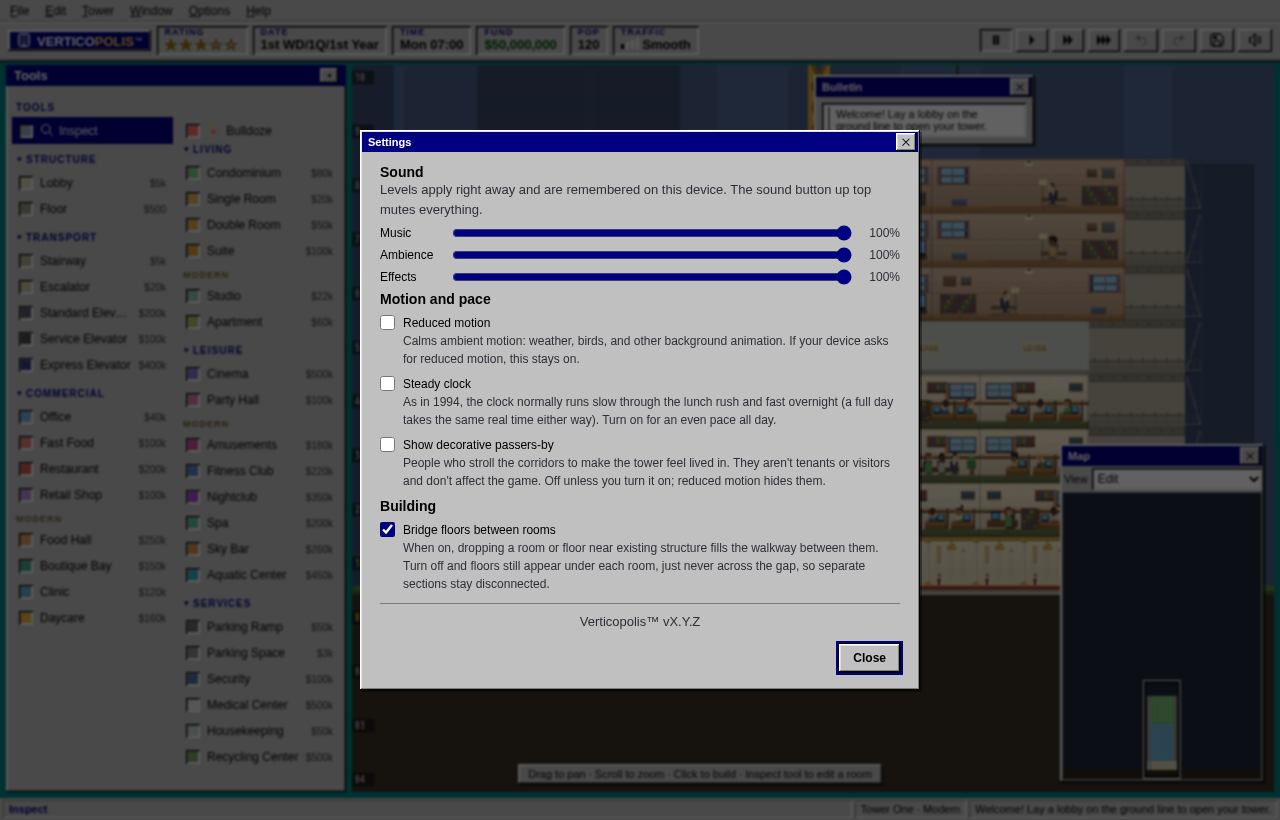 File Edit Tower Window Options Help
VERTICOPOLIS™
RATING
DATE
1st WD/1Q/1st Year
TIME
Mon 07:00
FUND
$50,000,000
POP
120
TRAFFIC
Smooth
Tools
TOOLS
Inspect
Bulldoze
STRUCTURE
Lobby $5k
Floor $500
TRANSPORT
Stairway $5k
Escalator $20k
Standard Elev… $200k
Service Elevator $100k
Express Elevator $400k
COMMERCIAL
Office $40k
Fast Food $100k
Restaurant $200k
Retail Shop $100k
MODERN
Food Hall $250k
Boutique Bay $150k
Clinic $120k
Daycare $160k
LIVING
Condominium $80k
Single Room $20k
Double Room $50k
Suite $100k
MODERN
Studio $22k
Apartment $60k
LEISURE
Cinema $500k
Party Hall $100k
MODERN
Amusements $180k
Fitness Club $220k
Nightclub $350k
Spa $200k
Sky Bar $260k
Aquatic Center $450k
SERVICES
Parking Ramp $50k
Parking Space $3k
Security $100k
Medical Center $500k
Housekeeping $50k
Recycling Center $500k
10
B3
B4
Bulletin
Welcome! Lay a lobby on the
ground line to open your tower.
Settings
Sound
Levels apply right away and are remembered on this device. The sound button up top
mutes everything.
Music 100%
Ambience 100%
Effects 100%
Motion and pace
Reduced motion
Calms ambient motion: weather, birds, and other background animation. If your device asks
for reduced motion, this stays on.
Steady clock
As in 1994, the clock normally runs slow through the lunch rush and fast overnight (a full day
takes the same real time either way). Turn on for an even pace all day.
Show decorative passers-by
People who stroll the corridors to make the tower feel lived in. They aren't tenants or visitors
and don't affect the game. Off unless you turn it on; reduced motion hides them.
Building
Bridge floors between rooms
When on, dropping a room or floor near existing structure fills the walkway between them.
Turn off and floors still appear under each room, just never across the gap, so separate
sections stay disconnected.
Verticopolis™ vX.Y.Z
Close
Map
View Edit
Drag to pan · Scroll to zoom · Click to build · Inspect tool to edit a room
Inspect
Tower One · Modern
Welcome! Lay a lobby on the ground line to open your tower.